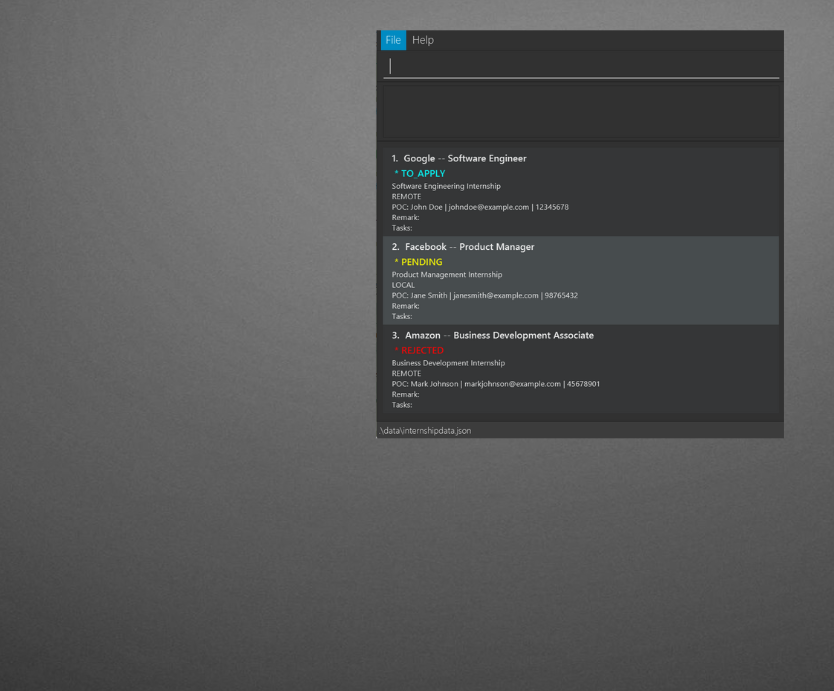 File Help
1. Google -- Software Engineer
* TO_APPLY
Software Engineering Internship
REMOTE
POC: John Doe | johndoe@example.com | 12345678
Remark:
Tasks:
2. Facebook -- Product Manager
* PENDING
Product Management Internship
LOCAL
POC: Jane Smith | janesmith@example.com | 98765432
Remark:
Tasks:
3. Amazon -- Business Development Associate
* REJECTED
Business Development Internship
REMOTE
POC: Mark Johnson | markjohnson@example.com | 45678901
Remark:
Tasks:
.\data\internshipdata.json